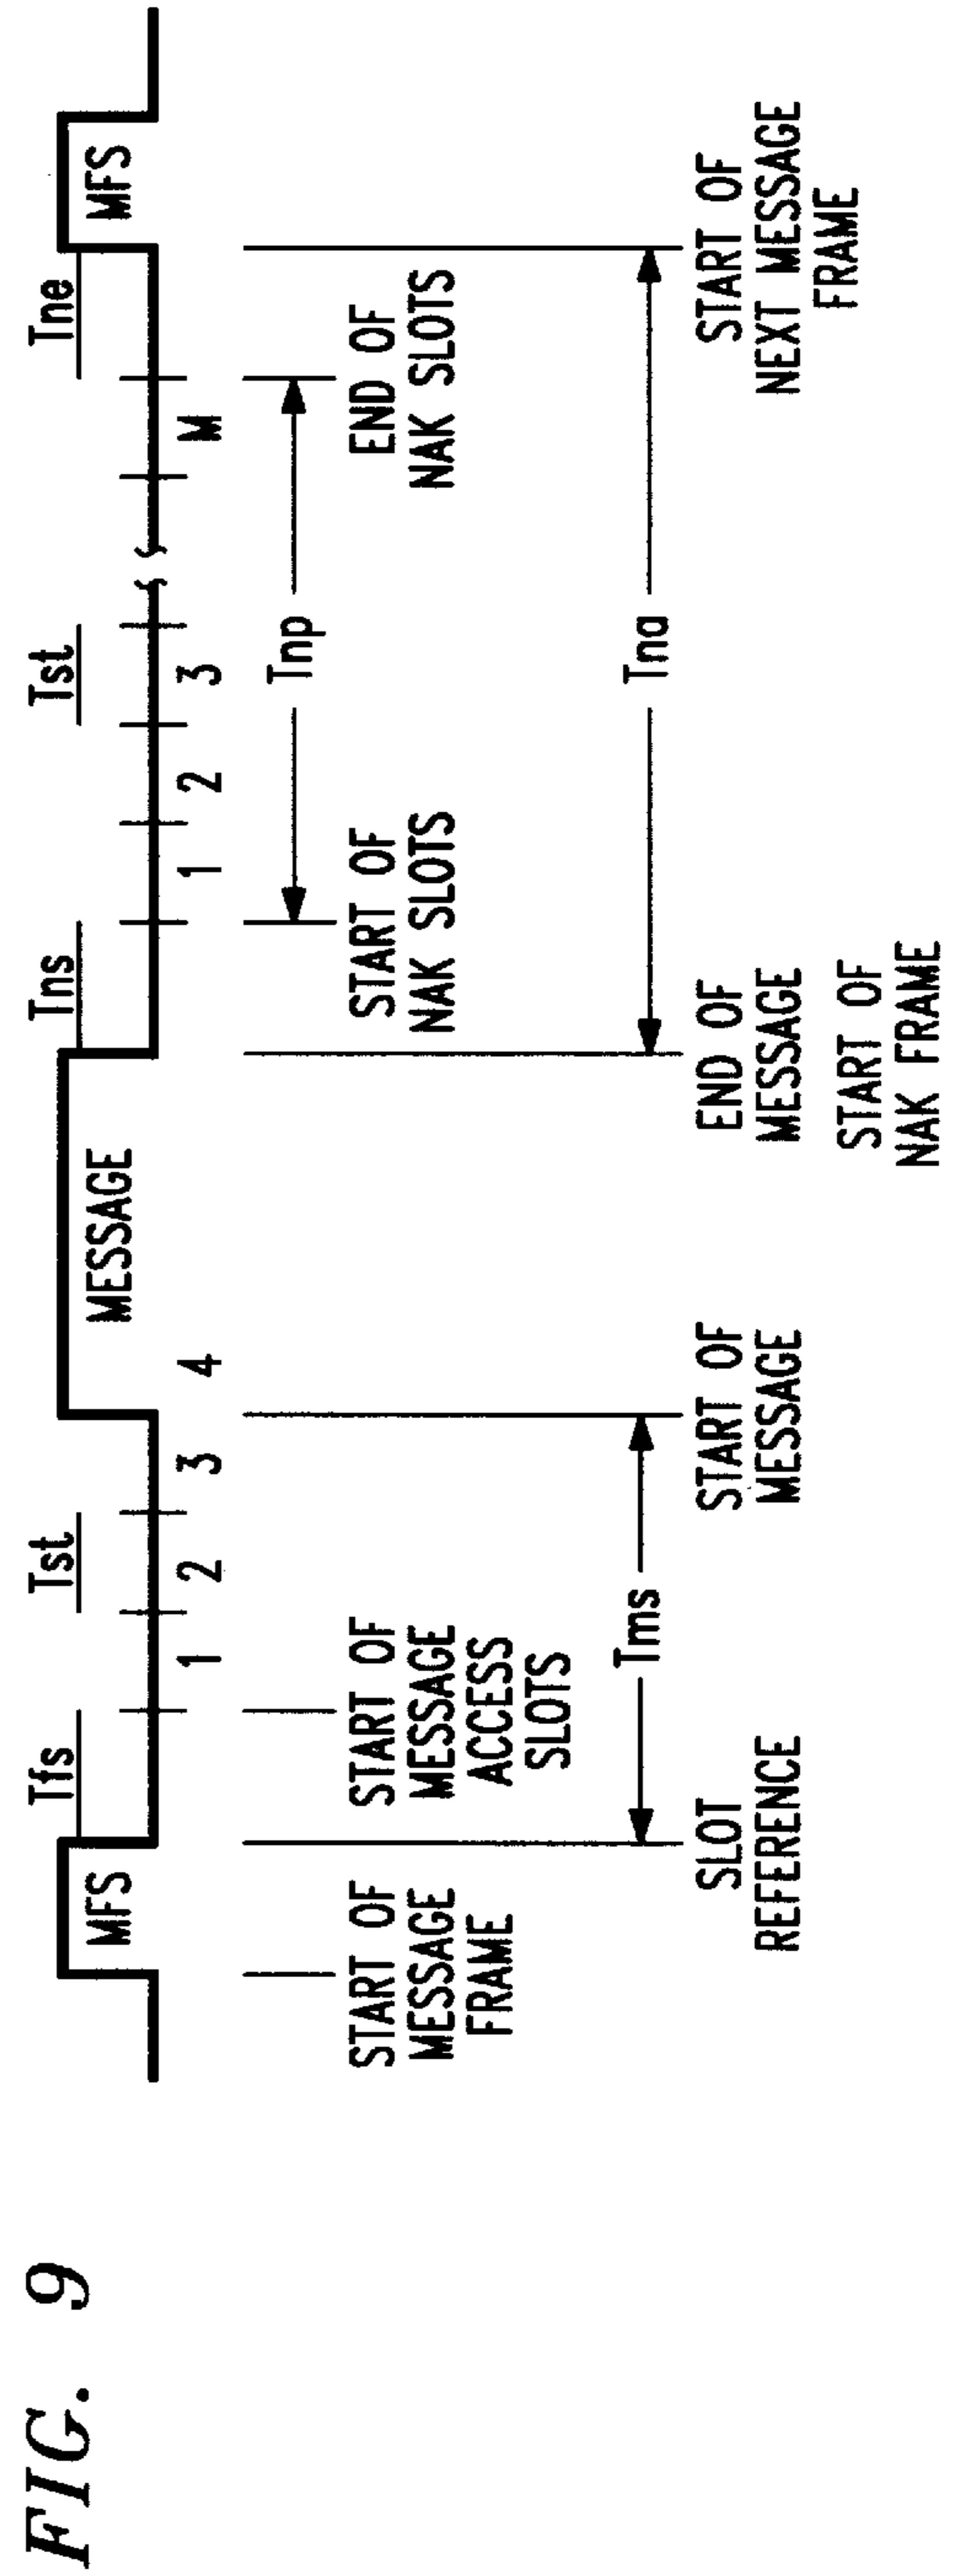 FIG. 9
Tfs
Tst
Tns
Tst
Tne
MFS
MESSAGE
MFS
1
2
3
4
1
2
3
M
Tnp
START OF
MESSAGE
FRAME
START OF
MESSAGE
ACCESS
SLOTS
START OF
NAK SLOTS
END OF
NAK SLOTS
Tms
Tna
SLOT
REFERENCE
START OF
MESSAGE
END OF
MESSAGE
START OF
NAK FRAME
START OF
NEXT MESSAGE
FRAME